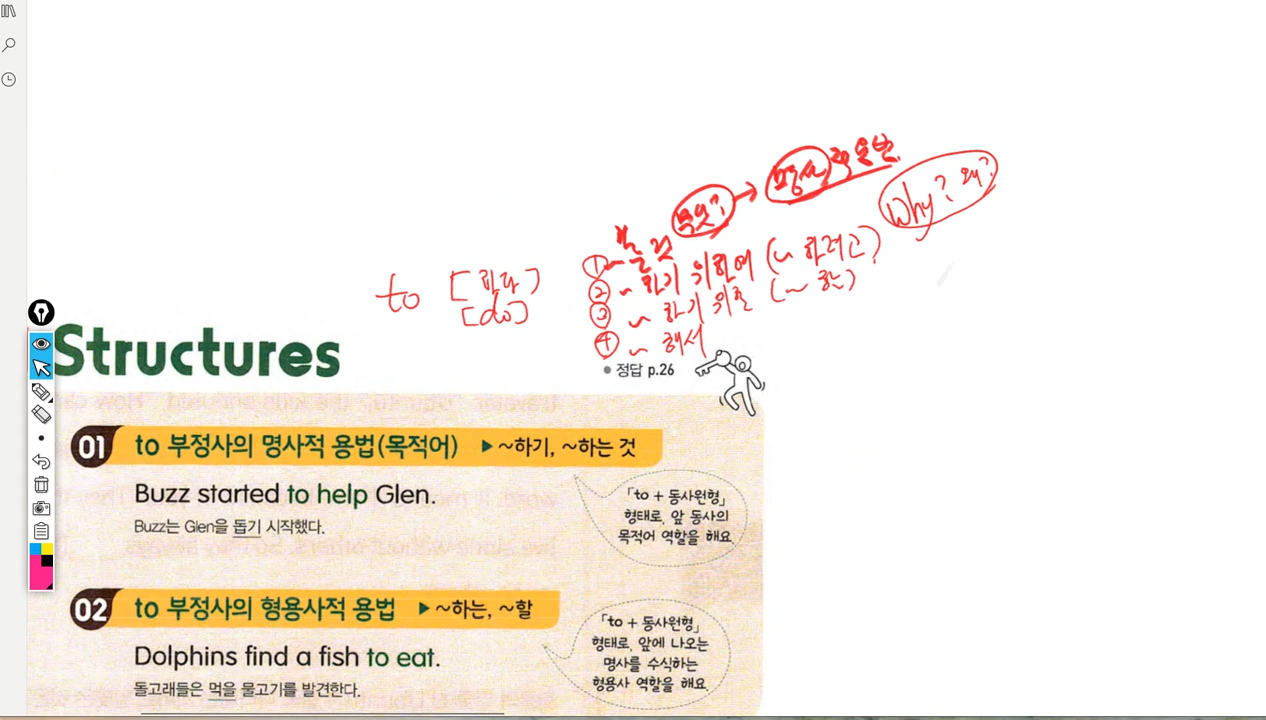 무엇? → 명사적 용법
Why? 왜?
① ~ 는 것
② ~ 하기 위하여 (~ 하려고)
③ ~ 하기 위한 (~ 한)
④ ~ 해서
to [하다]
[do]
Structures
정답 p.26
01 to 부정사의 명사적 용법(목적어) ▶ ~하기, ~하는 것
Buzz started to help Glen.
Buzz는 Glen을 돕기 시작했다.
「to + 동사원형」
형태로, 앞 동사의
목적어 역할을 해요.
02 to 부정사의 형용사적 용법 ▶ ~하는, ~할
Dolphins find a fish to eat.
돌고래들은 먹을 물고기를 발견한다.
「to + 동사원형」
형태로, 앞에 나오는
명사를 수식하는
형용사 역할을 해요.